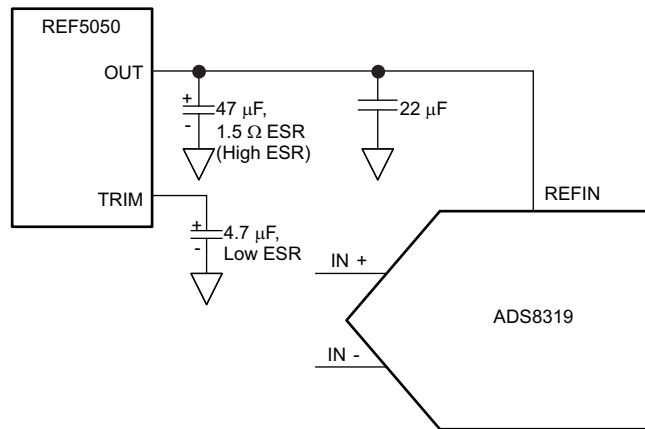 REF5050
OUT
+
-
47 μF,
1.5 Ω ESR
(High ESR)
22 μF
TRIM
REFIN
+
-
4.7 μF,
Low ESR
IN +
ADS8319
IN -